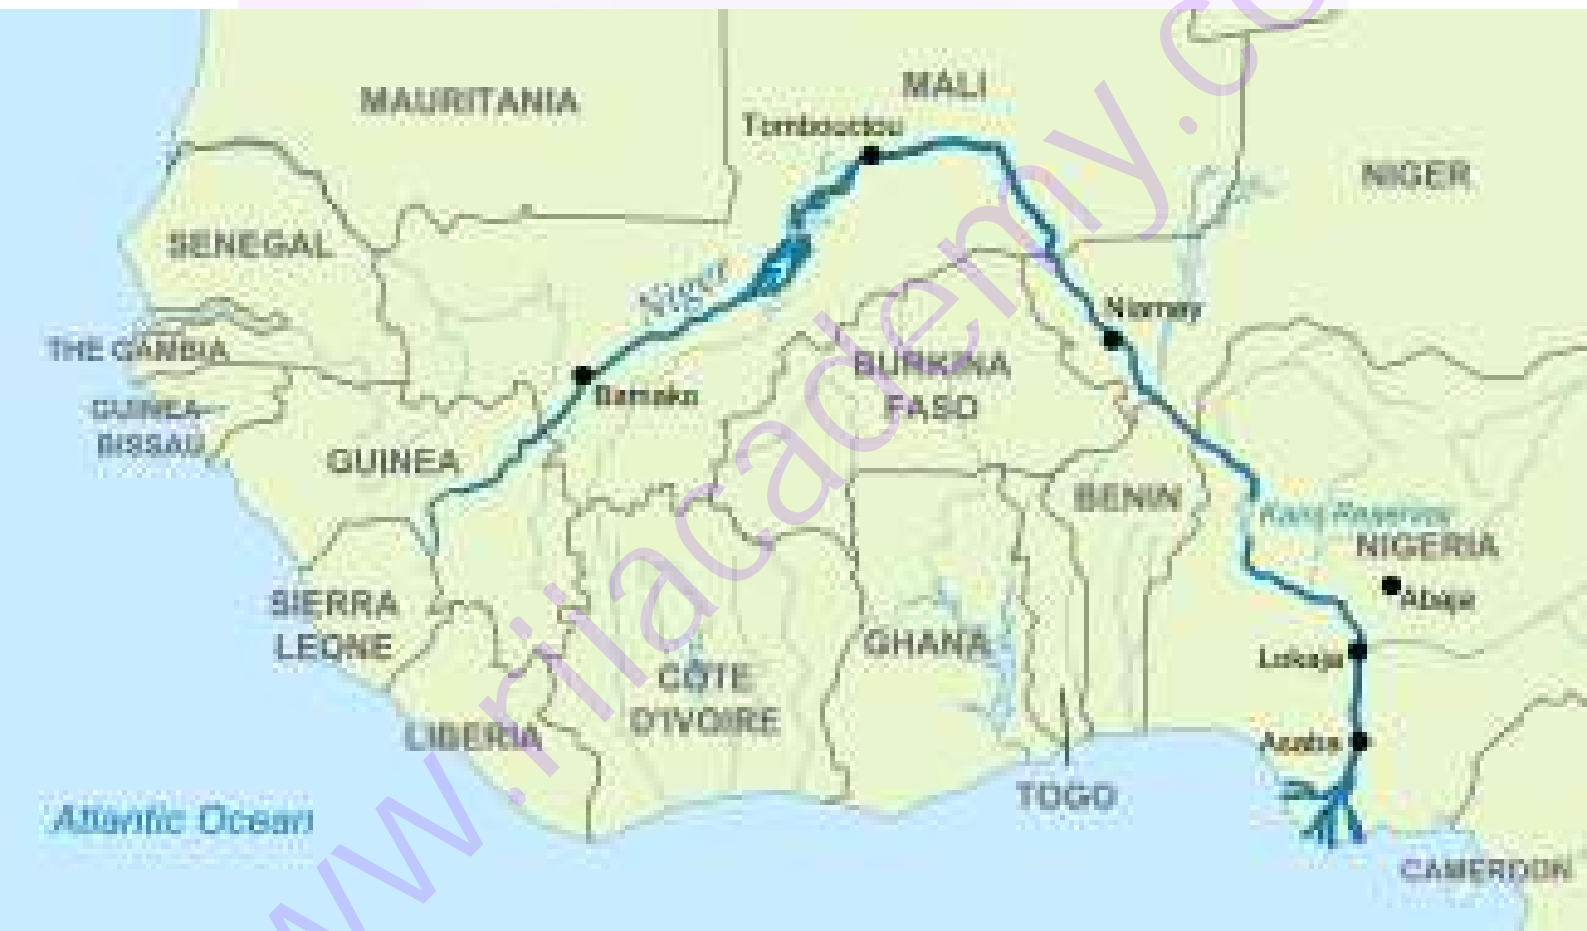 MALI
MAURITANIA
Tombouctou
NIGER
SENEGAL
Niger
Niamey
THE GAMBIA
BURKINA
FASO
Bamako
GUINEA-
BISSAU
GUINEA
BENIN
NIGERIA
Abuja
SIERRA
LEONE
GHANA
Lokoja
CÔTE
D'IVOIRE
LIBERIA
TOGO
Atlantic Ocean
CAMEROON